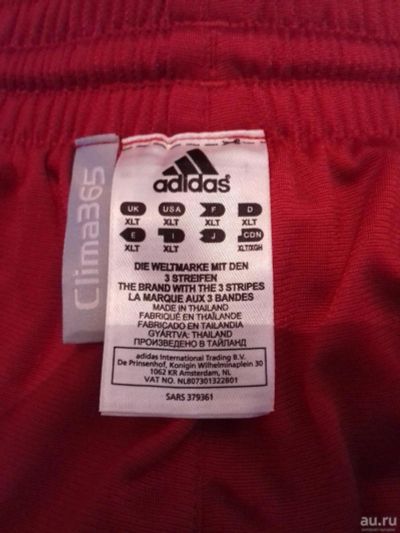 Clima365
adidas
UK USA F D
XLT XLT XLT XLT
E I J CDN
XLT XLT XLT XLT/XGH
DIE WELTMARKE MIT DEN
3 STREIFEN
THE BRAND WITH THE 3 STRIPES
LA MARQUE AUX 3 BANDES
MADE IN THAILAND
FABRIQUÉ EN THAÏLANDE
FABRICADO EN TAILANDIA
GYÁRTVA: THAILAND
ПРОИЗВЕДЕНО В ТАЙЛАНД
adidas International Trading B.V.
De Prinsenhof, Konigin Wilhelminaplein 30
1062 KR Amsterdam, NL
VAT NO. NL807301322B01
SARS 379361
au.ru